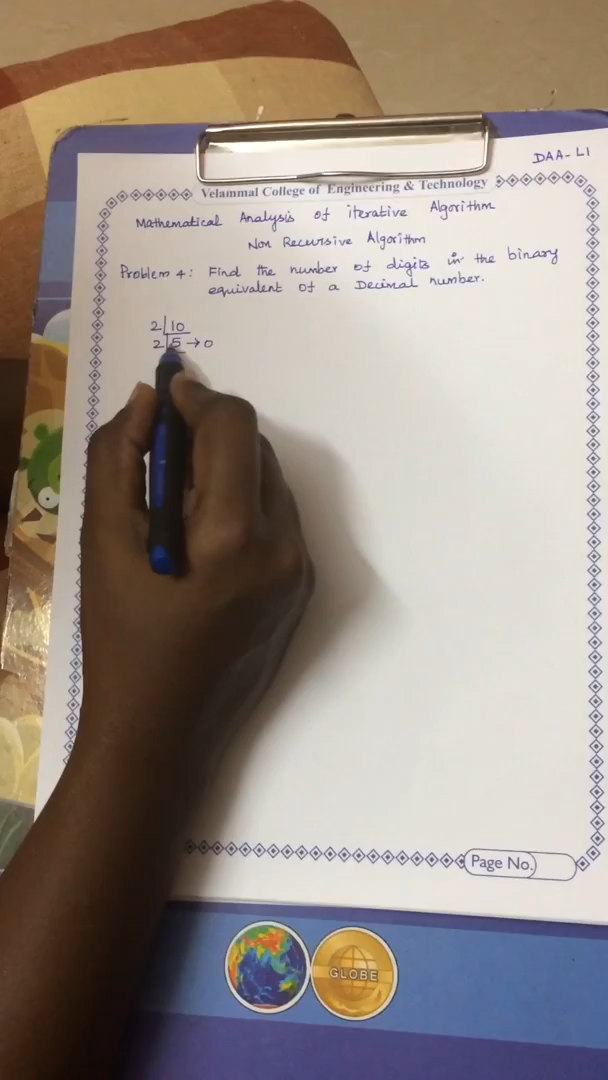 DAA-L1
Velammal College of Engineering & Technology
Mathematical Analysis of iterative Algorithm
Non Recursive Algorithm
Problem 4: Find the number of digits in the binary
equivalent of a Decimal number.
2 10
2 5 → 0
Page No.
GLOBE